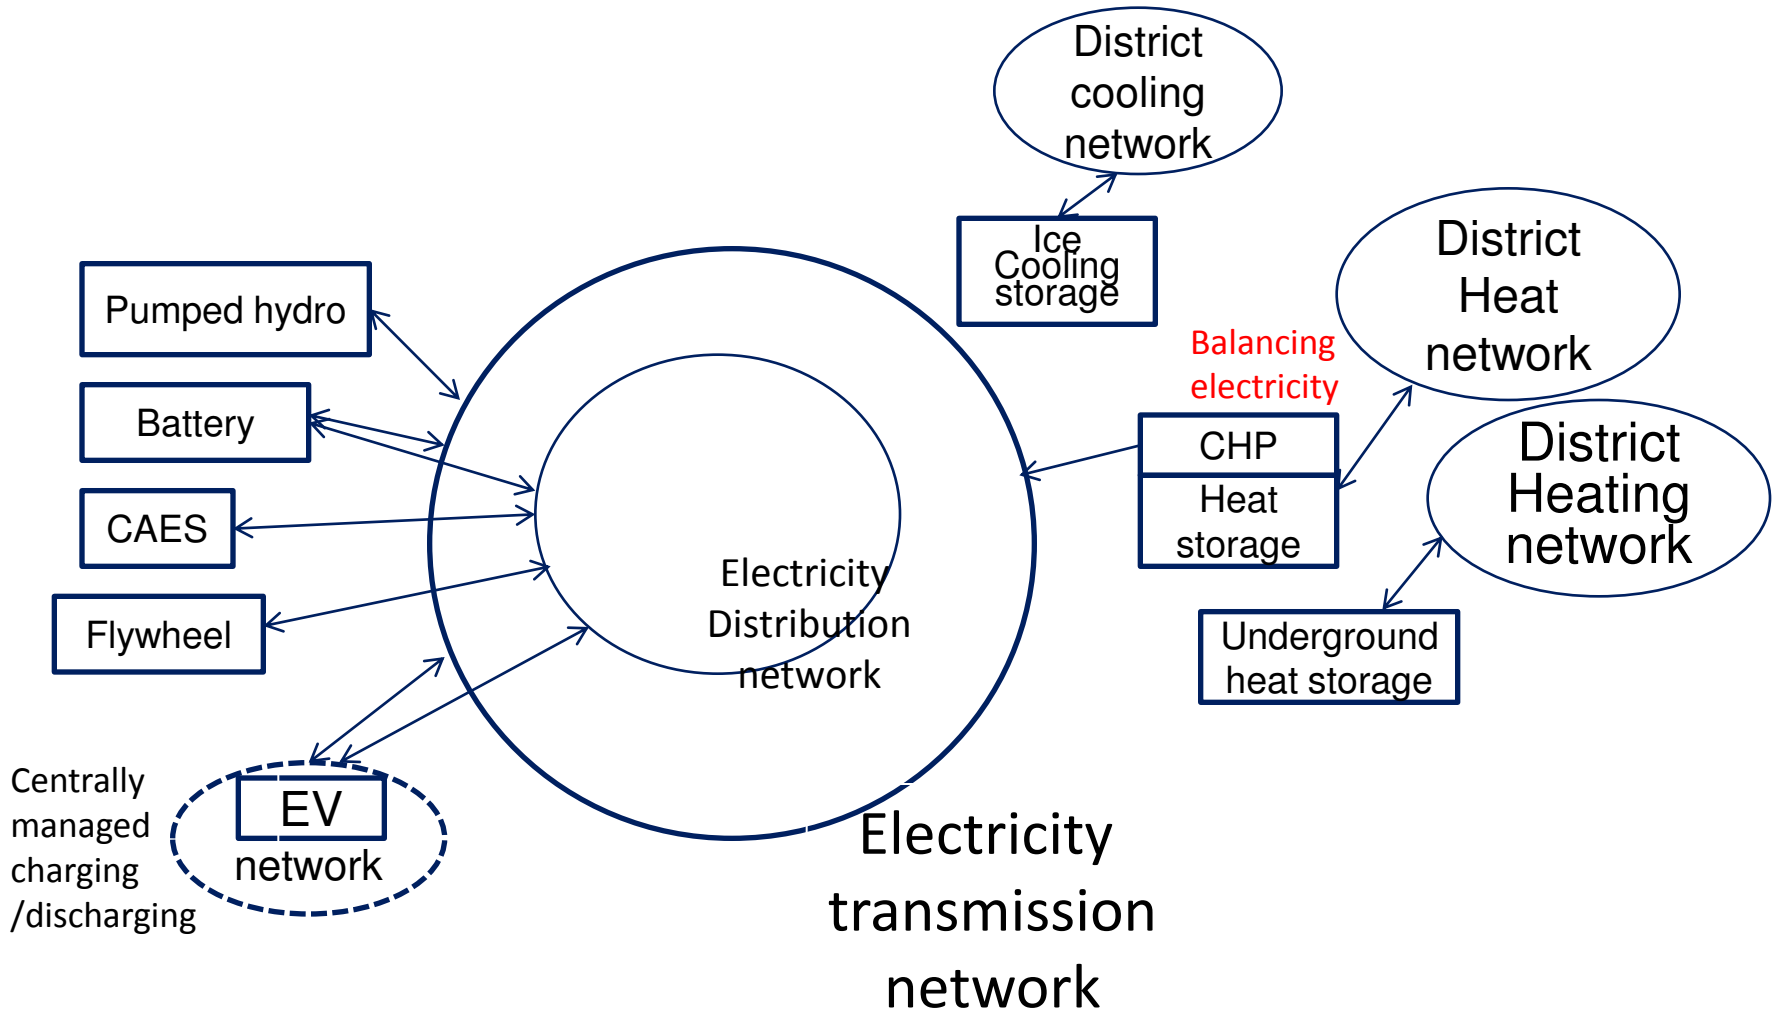 District
cooling
network
Ice
Cooling
storage
District
Heat
network
Balancing
electricity
CHP
Heat
storage
District
Heating
network
Underground
heat storage
Pumped hydro
Battery
CAES
Flywheel
Electricity
Distribution
network
Centrally
managed
charging
/discharging
EV
network
Electricity
transmission
network